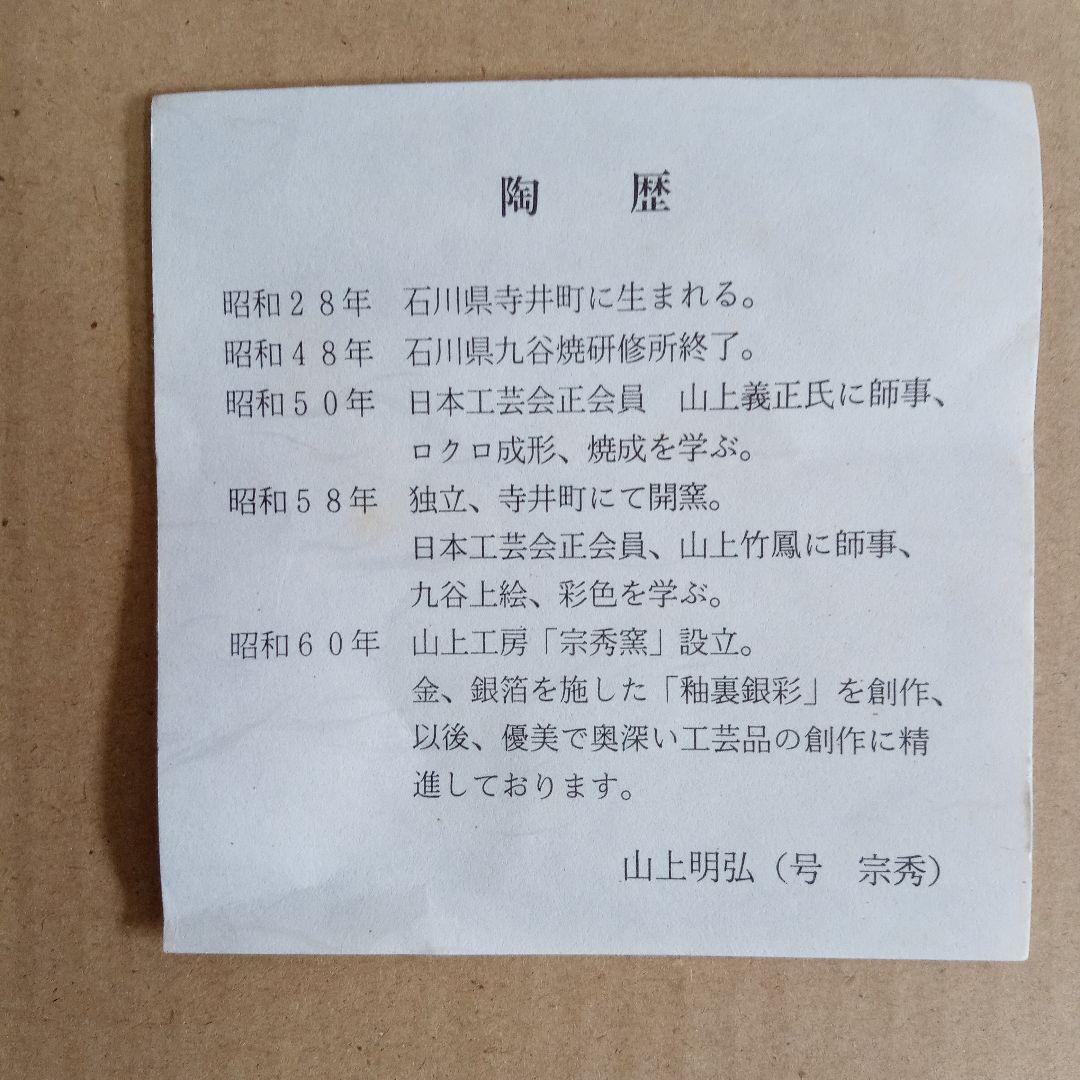 陶　歴
昭和２８年　石川県寺井町に生まれる。
昭和４８年　石川県九谷焼研修所終了。
昭和５０年　日本工芸会正会員　山上義正氏に師事、
ロクロ成形、焼成を学ぶ。
昭和５８年　独立、寺井町にて開窯。
日本工芸会正会員、山上竹鳳に師事、
九谷上絵、彩色を学ぶ。
昭和６０年　山上工房「宗秀窯」設立。
金、銀箔を施した「釉裏銀彩」を創作、
以後、優美で奥深い工芸品の創作に精
進しております。
山上明弘（号　宗秀）